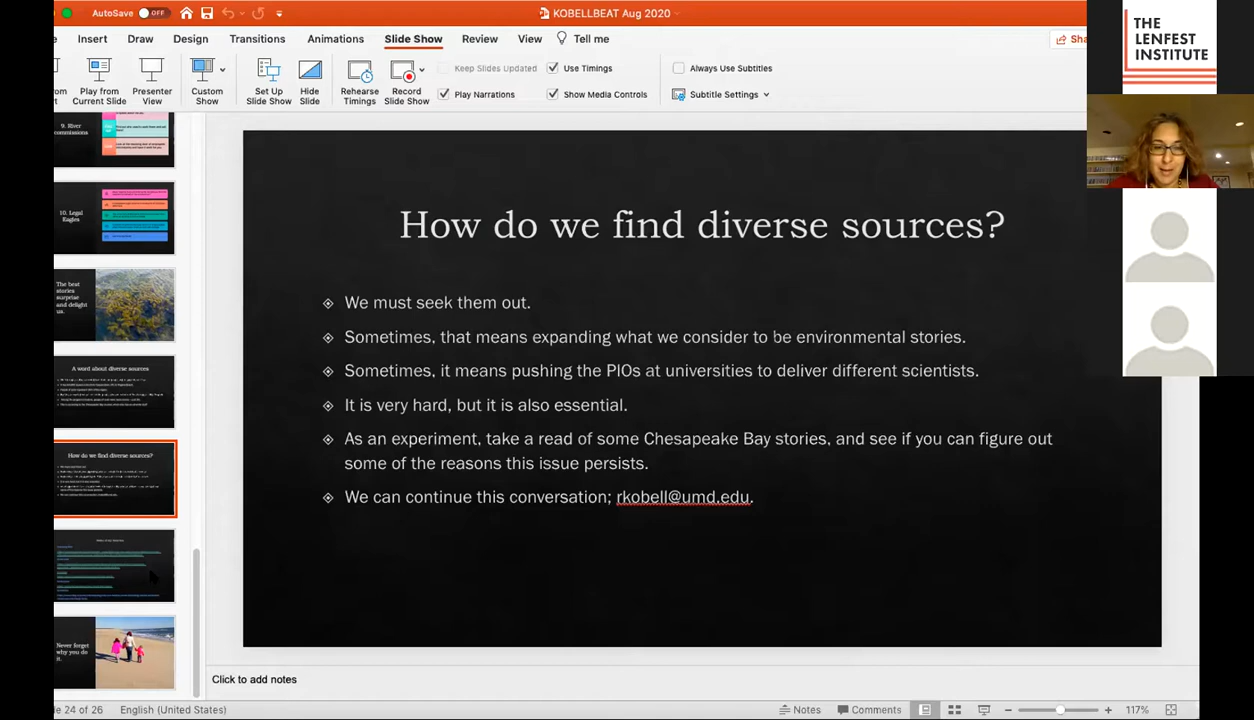 AutoSave OFF
KOBELLBEAT Aug 2020
Insert Draw Design Transitions Animations Slide Show Review View Tell me
Play from Current Slide
Presenter View
Custom Show
Set Up Slide Show
Hide Slide
Rehearse Timings
Record Slide Show
Keep Slides Updated
Use Timings
Play Narrations
Show Media Controls
Always Use Subtitles
Subtitle Settings
THE
LENFEST
INSTITUTE
9. River
commissions
10. Legal
Eagles
The best
stories
surprise
and delight
us.
A word about diverse sources
How do we find diverse sources?
Never forget
why you do
it.
How do we find diverse sources?
We must seek them out.
Sometimes, that means expanding what we consider to be environmental stories.
Sometimes, it means pushing the PIOs at universities to deliver different scientists.
It is very hard, but it is also essential.
As an experiment, take a read of some Chesapeake Bay stories, and see if you can figure out
some of the reasons this issue persists.
We can continue this conversation; rkobell@umd.edu.
Click to add notes
24 of 26 English (United States) Notes Comments 117%